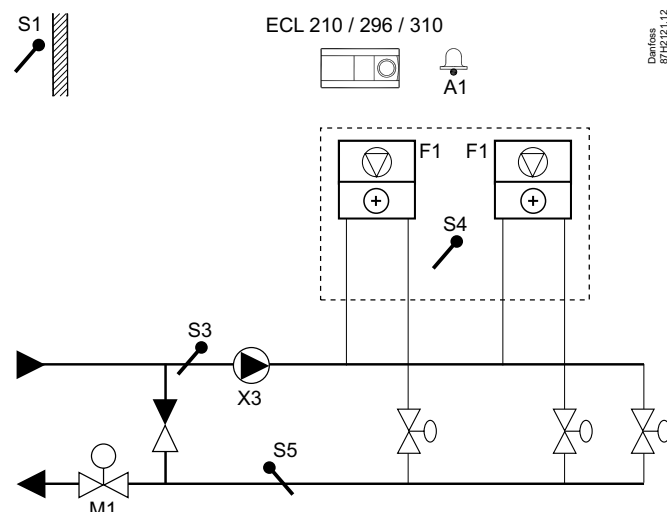 S1
ECL 210 / 296 / 310
Danfoss
87H2121.12
A1
F1
F1
S4
S3
X3
S5
M1